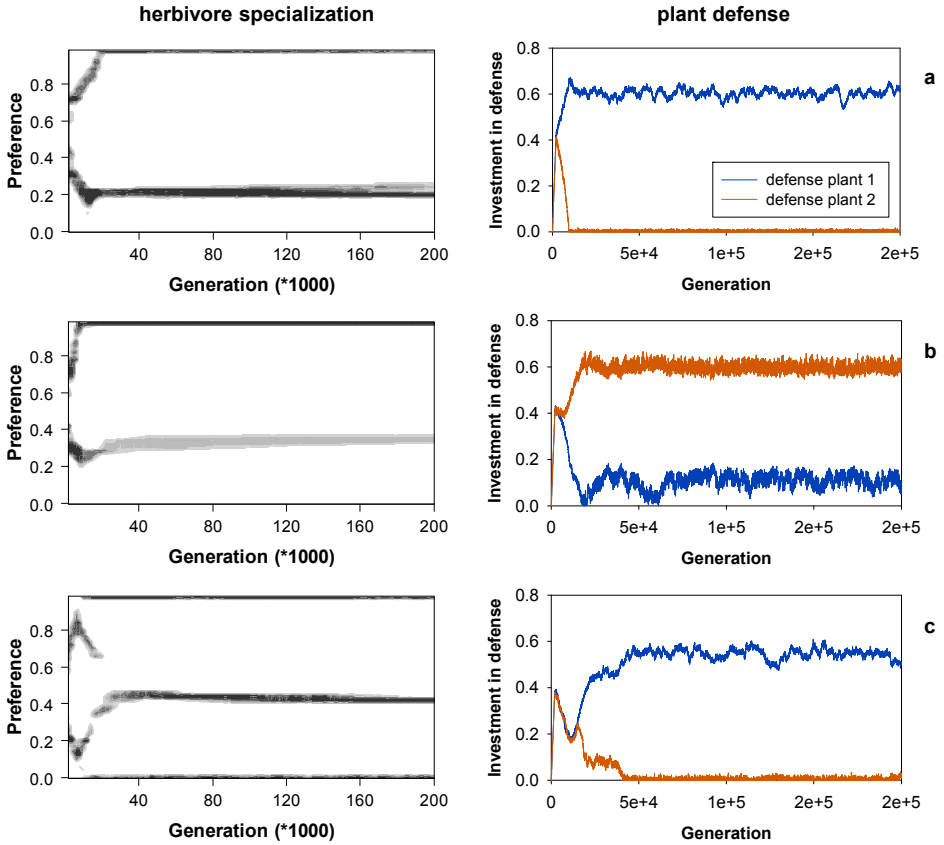 herbivore specialization
plant defense
a
Preference
0.8
0.6
0.4
0.2
0.0
40 80 120 160 200
Generation (*1000)
Investment in defense
0.8
0.6
0.4
0.2
0.0
defense plant 1
defense plant 2
0 5e+4 1e+5 2e+5 2e+5
Generation
b
Preference
0.8
0.6
0.4
0.2
0.0
40 80 120 160 200
Generation (*1000)
Investment in defense
0.8
0.6
0.4
0.2
0.0
0 5e+4 1e+5 2e+5 2e+5
Generation
c
Preference
0.8
0.6
0.4
0.2
0.0
40 80 120 160 200
Generation (*1000)
Investment in defense
0.8
0.6
0.4
0.2
0.0
0 5e+4 1e+5 2e+5 2e+5
Generation